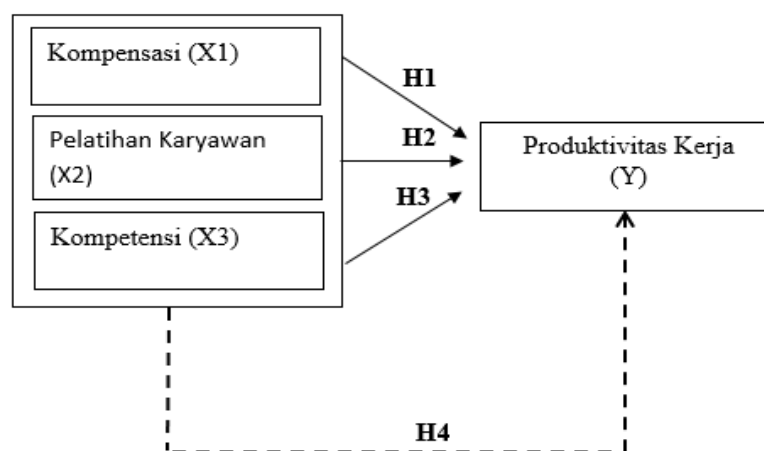 Kompensasi (X1)
H1
Pelatihan Karyawan
(X2)
H2
Produktivitas Kerja
(Y)
H3
Kompetensi (X3)
H4